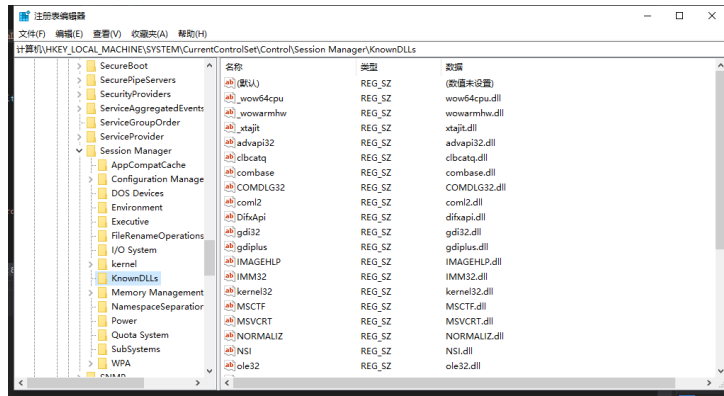 注册表编辑器
文件(F) 编辑(E) 查看(V) 收藏夹(A) 帮助(H)
计算机\HKEY_LOCAL_MACHINE\SYSTEM\CurrentControlSet\Control\Session Manager\KnownDLLs
SecureBoot
SecurePipeServers
SecurityProviders
ServiceAggregatedEvents
ServiceGroupOrder
ServiceProvider
Session Manager
AppCompatCache
Configuration Manage
DOS Devices
Environment
Executive
FileRenameOperations
I/O System
kernel
KnownDLLs
Memory Management
NamespaceSeparation
Power
Quota System
SubSystems
WPA
SNMP
名称 类型 数据
(默认) REG_SZ (数值未设置)
_wow64cpu REG_SZ wow64cpu.dll
_wowarmhw REG_SZ wowarmhw.dll
_xtajit REG_SZ xtajit.dll
advapi32 REG_SZ advapi32.dll
clbcatq REG_SZ clbcatq.dll
combase REG_SZ combase.dll
COMDLG32 REG_SZ COMDLG32.dll
coml2 REG_SZ coml2.dll
DifxApi REG_SZ difxapi.dll
gdi32 REG_SZ gdi32.dll
gdiplus REG_SZ gdiplus.dll
IMAGEHLP REG_SZ IMAGEHLP.dll
IMM32 REG_SZ IMM32.dll
kernel32 REG_SZ kernel32.dll
MSCTF REG_SZ MSCTF.dll
MSVCRT REG_SZ MSVCRT.dll
NORMALIZ REG_SZ NORMALIZ.dll
NSI REG_SZ NSI.dll
ole32 REG_SZ ole32.dll